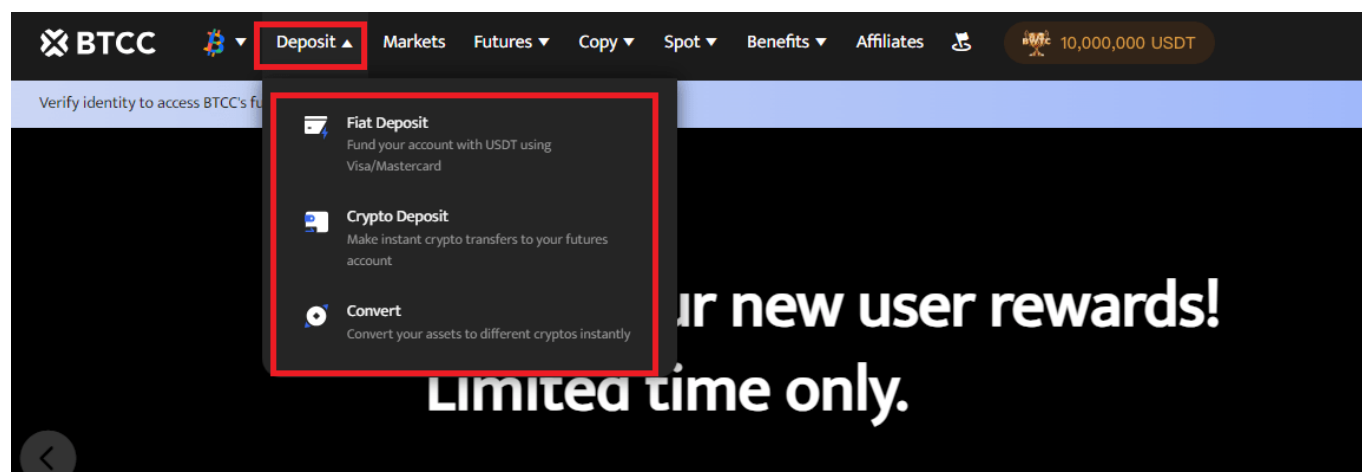 BTCC Deposit Markets Futures Copy Spot Benefits Affiliates 10,000,000 USDT
Verify identity to access BTCC's
Fiat Deposit
Fund your account with USDT using
Visa/Mastercard
Crypto Deposit
Make instant crypto transfers to your futures
account
Convert
Convert your assets to different cryptos instantly
new user rewards!
Limited time only.